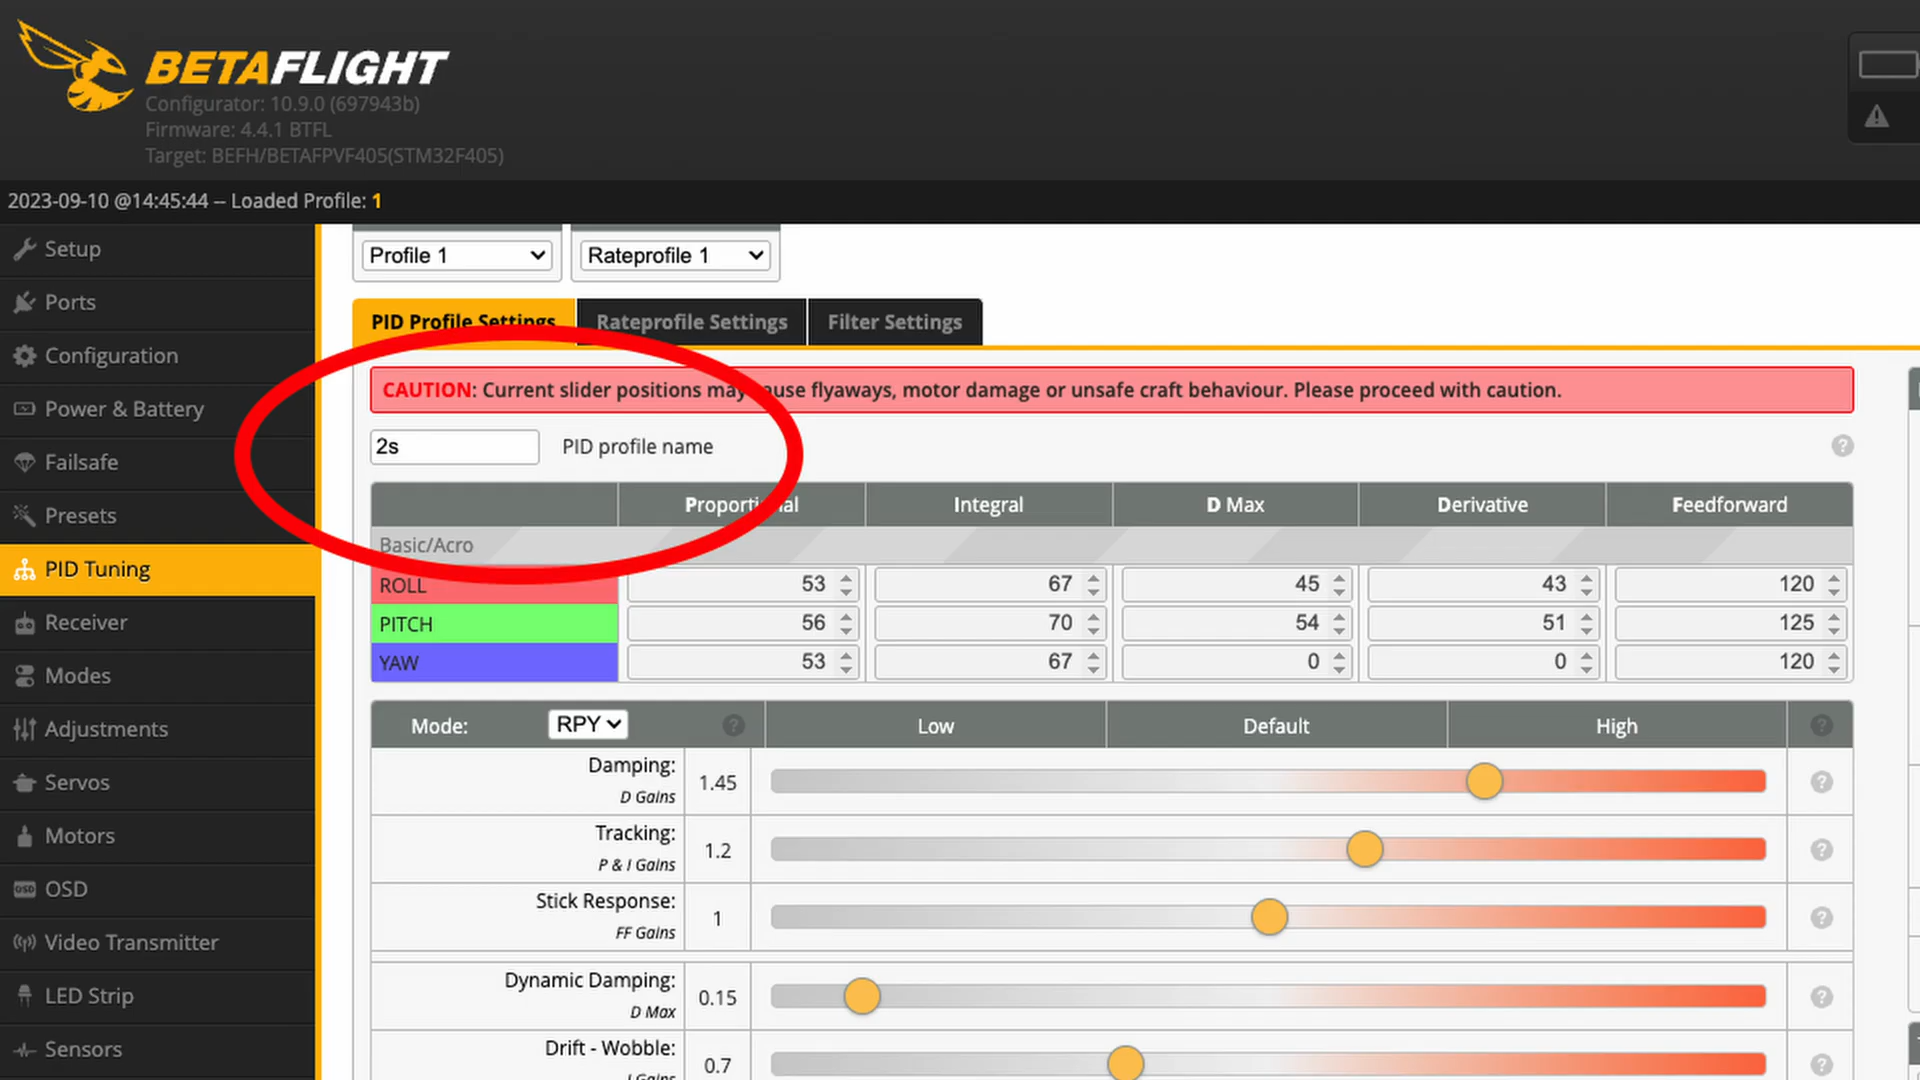 BETAFLIGHT
Configurator: 10.9.0 (697943b)
Firmware: 4.4.1 BTFL
Target: BEFH/BETAFPVF405(STM32F405)
2023-09-10 @14:45:44 -- Loaded Profile: 1
Setup
Ports
Configuration
Power & Battery
Failsafe
Presets
PID Tuning
Receiver
Modes
Adjustments
Servos
Motors
OSD
Video Transmitter
LED Strip
Sensors
Profile 1 Rateprofile 1
PID Profile Settings Rateprofile Settings Filter Settings
CAUTION: Current slider positions may cause flyaways, motor damage or unsafe craft behaviour. Please proceed with caution.
2s PID profile name
Proportional Integral D Max Derivative Feedforward
Basic/Acro
ROLL 53 67 45 43 120
PITCH 56 70 54 51 125
YAW 53 67 0 0 120
Mode: RPY Low Default High
Damping:
D Gains
1.45
Tracking:
P & I Gains
1.2
Stick Response:
FF Gains
1
Dynamic Damping:
D Max
0.15
Drift - Wobble:
I Gains
0.7